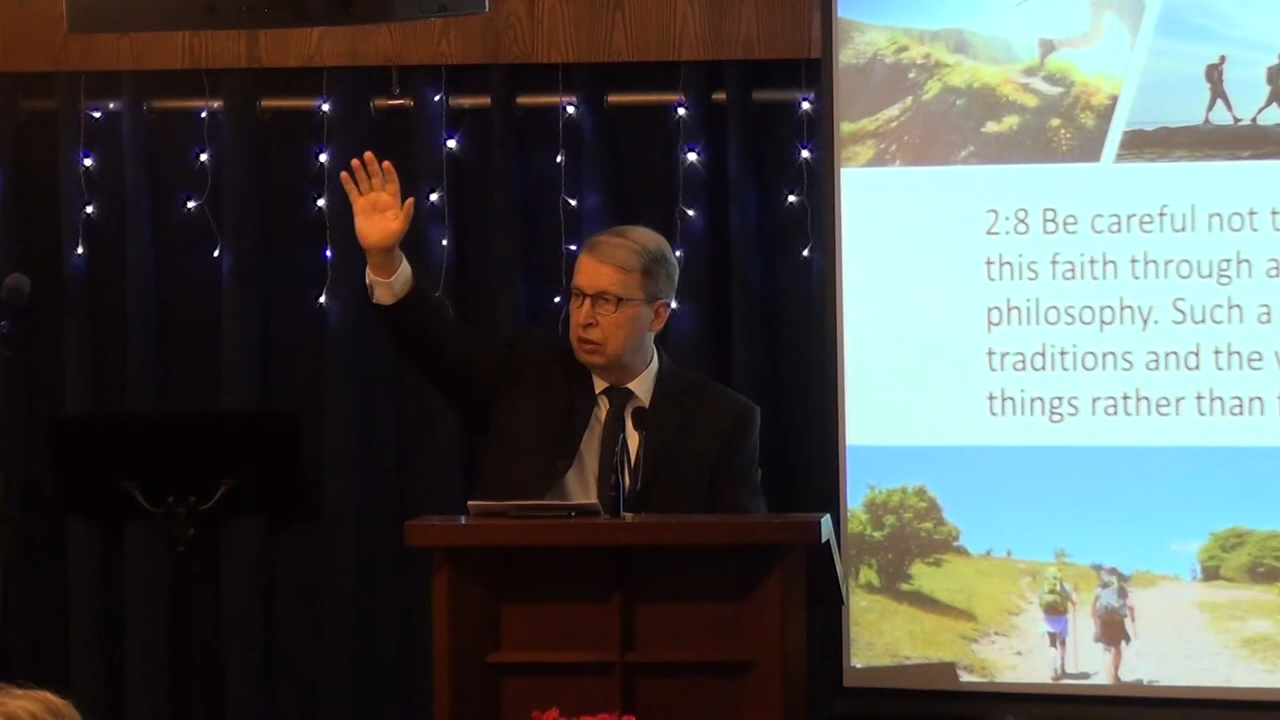 2:8 Be careful not
this faith through
philosophy. Such a
traditions and the
things rather than